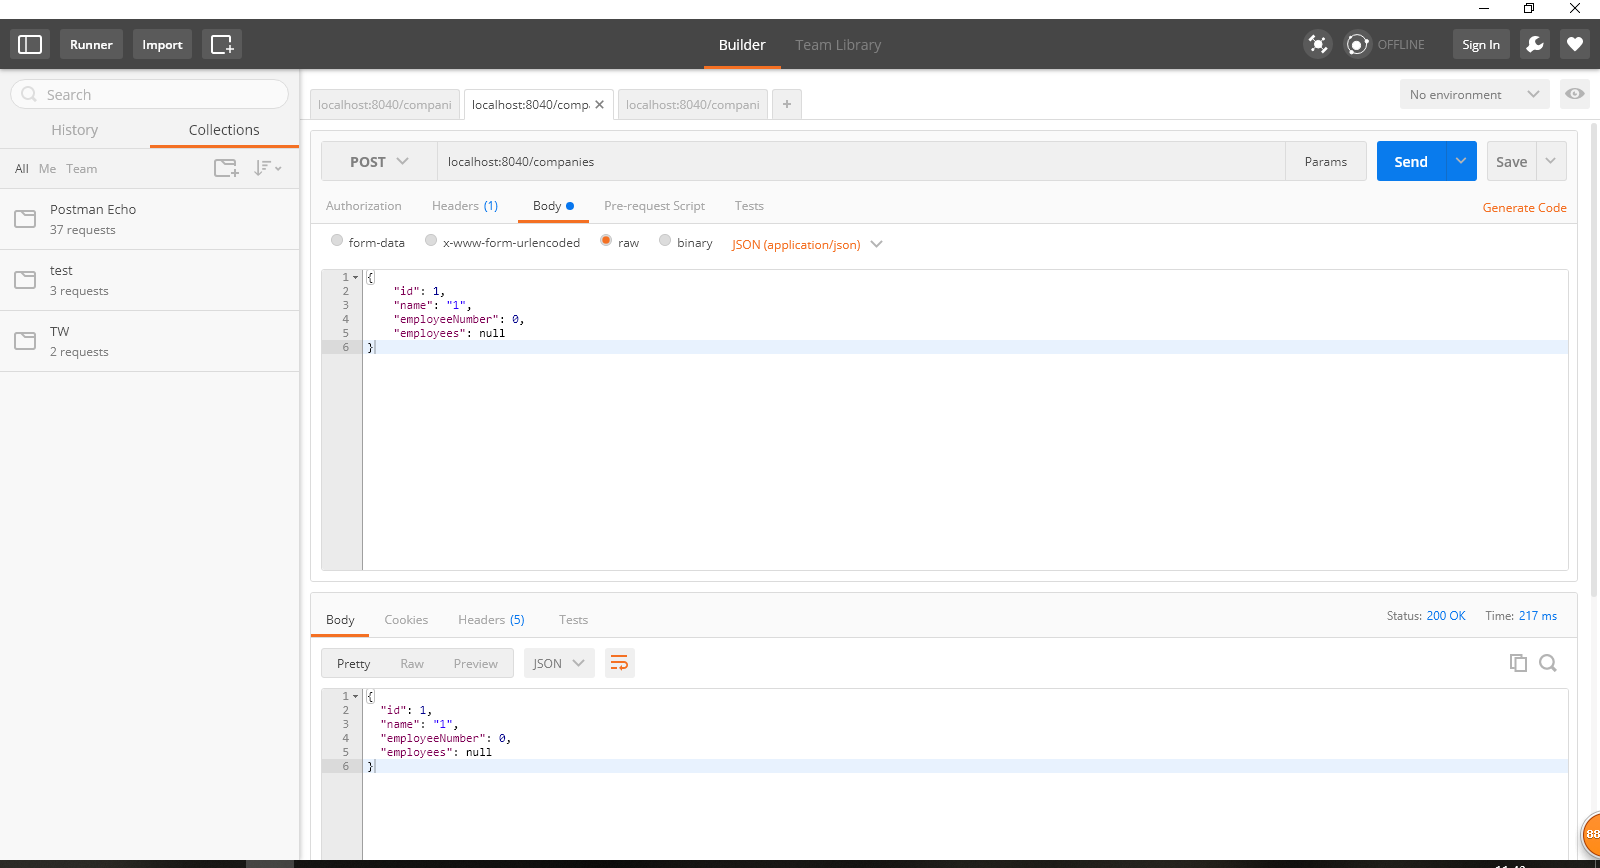 Runner Import Builder Team Library OFFLINE Sign In
Search
History Collections
All Me Team
Postman Echo
37 requests
test
3 requests
TW
2 requests
localhost:8040/compani localhost:8040/comp. localhost:8040/compani + No environment
POST localhost:8040/companies Params Send Save
Authorization Headers (1) Body Pre-request Script Tests Generate Code
form-data x-www-form-urlencoded raw binary JSON (application/json)
1 {
2 "id": 1,
3 "name": "1",
4 "employeeNumber": 0,
5 "employees": null
6 }
Body Cookies Headers (5) Tests Status: 200 OK Time: 217 ms
Pretty Raw Preview JSON
1 {
2 "id": 1,
3 "name": "1",
4 "employeeNumber": 0,
5 "employees": null
6 }
88